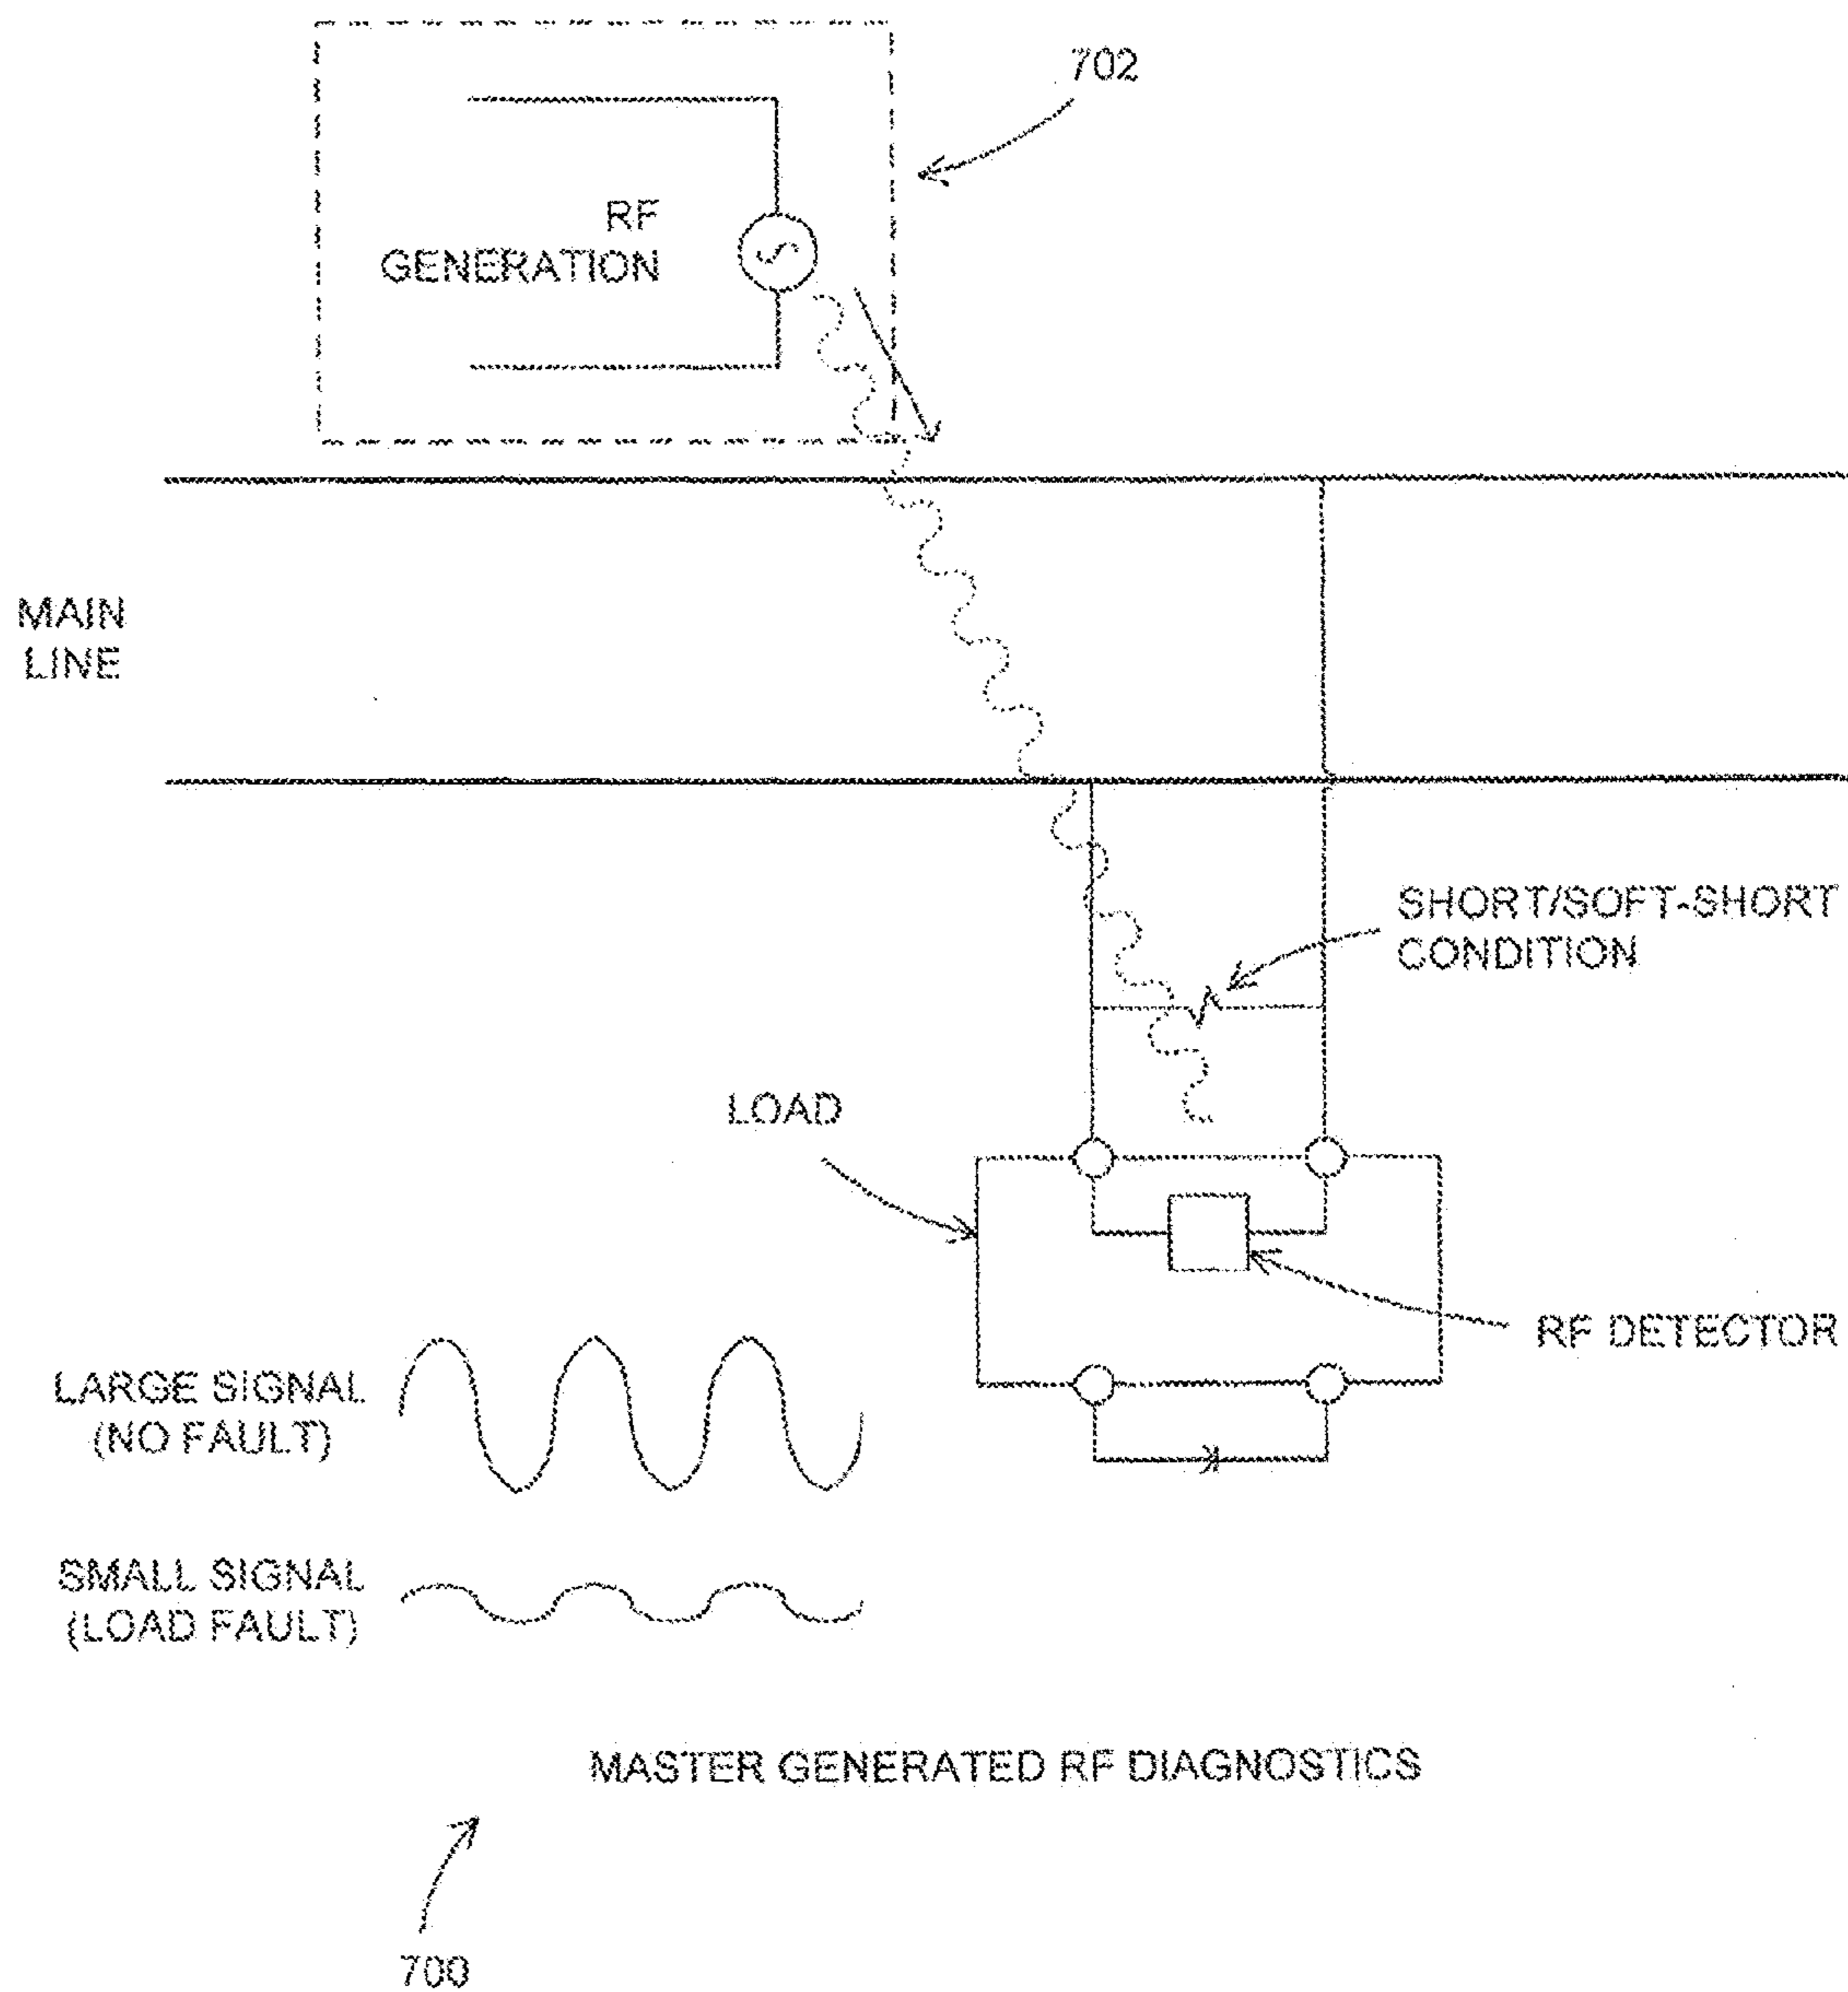 702
RF
GENERATION
MAIN
LINE
SHORT/SOFT-SHORT
CONDITION
LOAD
RF DETECTOR
LARGE SIGNAL
(NO FAULT)
SMALL SIGNAL
(LOAD FAULT)
MASTER GENERATED RF DIAGNOSTICS
700